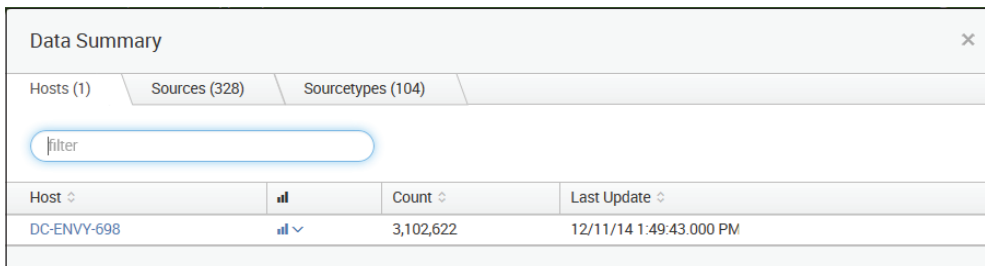 Data Summary ×
Hosts (1) Sources (328) Sourcetypes (104)
filter
Host Count Last Update
DC-ENVY-698 3,102,622 12/11/14 1:49:43.000 PM